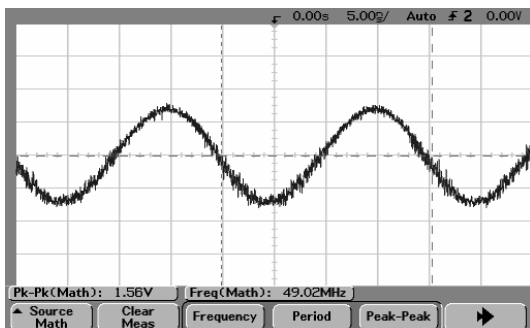 0.00s 5.00ns/ Auto 2 0.00V
Pk-Pk(Math): 1.56V Freq(Math): 49.02MHz
Source Math Clear Meas Frequency Period Peak-Peak